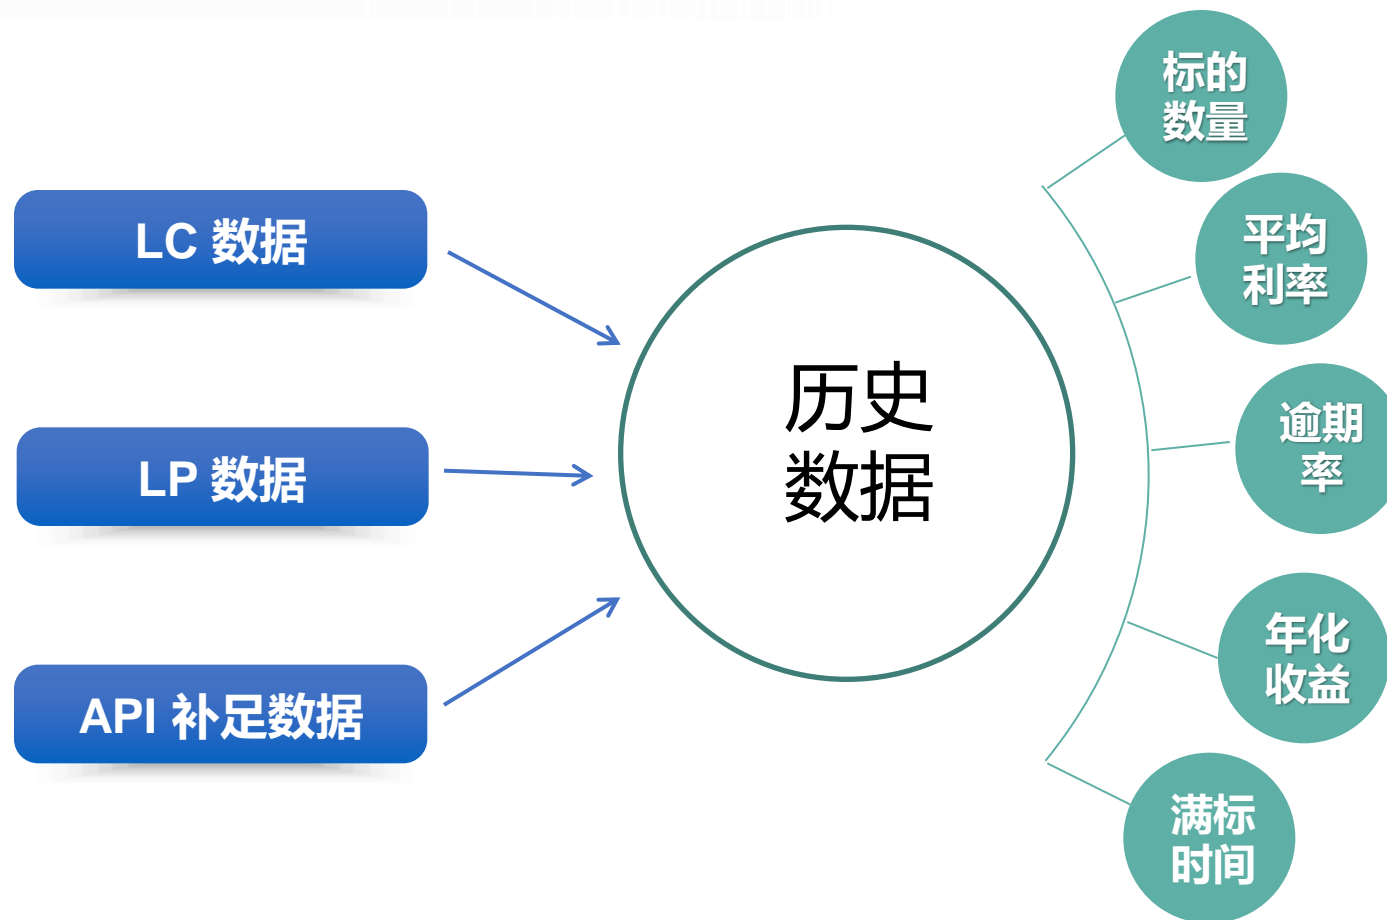 LC 数据
LP 数据
API 补足数据
历史
数据
标的
数量
平均
利率
逾期
率
年化
收益
满标
时间